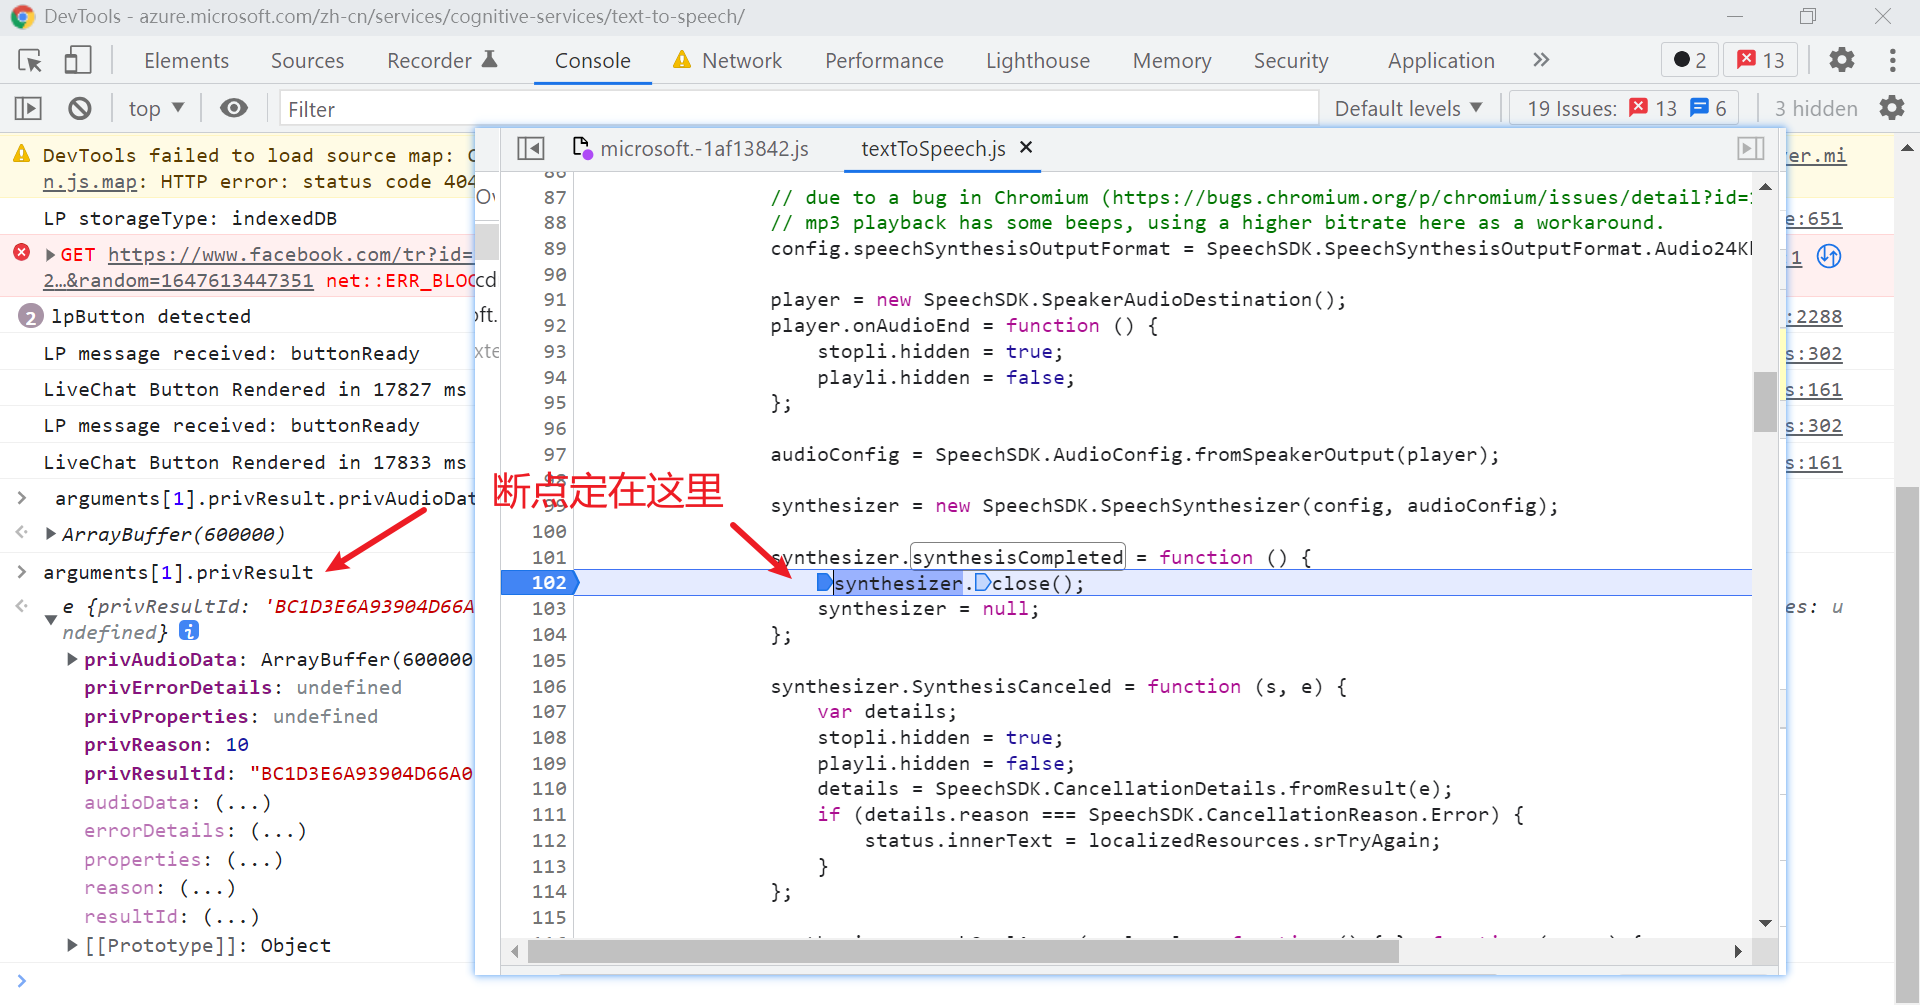 DevTools - azure.microsoft.com/zh-cn/services/cognitive-services/text-to-speech/
Elements Sources Recorder Console Network Performance Lighthouse Memory Security Application 2 13
top Filter Default levels 19 Issues: 13 6 3 hidden
DevTools failed to load source map: C
n.js.map: HTTP error: status code 404
LP storageType: indexedDB
GET https://www.facebook.com/tr?id=
2…&random=1647613447351 net::ERR_BLOC
2 lpButton detected
LP message received: buttonReady
LiveChat Button Rendered in 17827 ms
LP message received: buttonReady
LiveChat Button Rendered in 17833 ms
arguments[1].privResult.privAudioDat
ArrayBuffer(600000)
arguments[1].privResult
e {privResultId: 'BC1D3E6A93904D66A
ndefined}
privAudioData: ArrayBuffer(600000
privErrorDetails: undefined
privProperties: undefined
privReason: 10
privResultId: "BC1D3E6A93904D66A0
audioData: (...)
errorDetails: (...)
properties: (...)
reason: (...)
resultId: (...)
[[Prototype]]: Object
microsoft.-1af13842.js textToSpeech.js
86
87 // due to a bug in Chromium (https://bugs.chromium.org/p/chromium/issues/detail?id=
88 // mp3 playback has some beeps, using a higher bitrate here as a workaround.
89 config.speechSynthesisOutputFormat = SpeechSDK.SpeechSynthesisOutputFormat.Audio24K
90
91 player = new SpeechSDK.SpeakerAudioDestination();
92 player.onAudioEnd = function () {
93 stopli.hidden = true;
94 playli.hidden = false;
95 };
96
97 audioConfig = SpeechSDK.AudioConfig.fromSpeakerOutput(player);
98
断点定在这里
99 synthesizer = new SpeechSDK.SpeechSynthesizer(config, audioConfig);
100
101 synthesizer.synthesisCompleted = function () {
102 synthesizer.close();
103 synthesizer = null;
104 };
105
106 synthesizer.SynthesisCanceled = function (s, e) {
107 var details;
108 stopli.hidden = true;
109 playli.hidden = false;
110 details = SpeechSDK.CancellationDetails.fromResult(e);
111 if (details.reason === SpeechSDK.CancellationReason.Error) {
112 status.innerText = localizedResources.srTryAgain;
113 }
114 };
115
Ov
cd
oft.
xte
er.mi
e:651
1
:2288
s:302
s:161
s:302
s:161
es: u